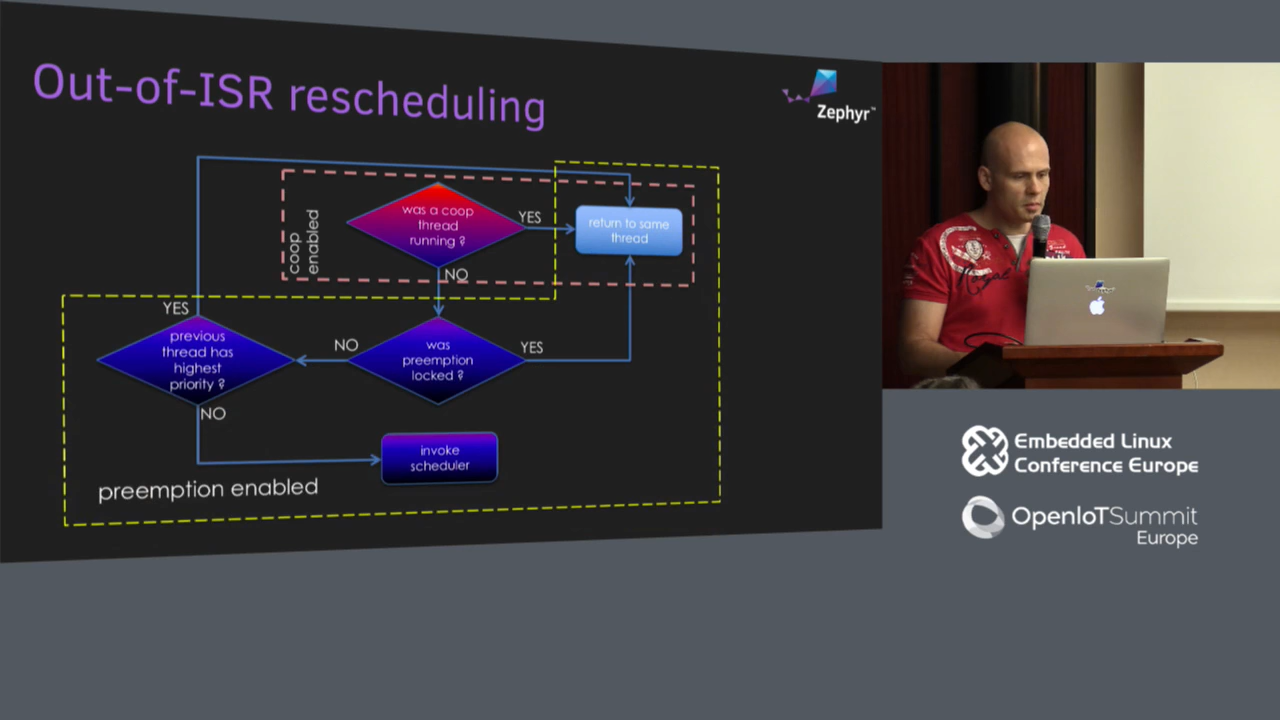 Out-of-ISR rescheduling
Zephyr™
coop
enabled
was a coop
thread
running ?
YES
return to same
thread
NO
YES
previous
thread has
highest
priority ?
NO
was
preemption
locked ?
YES
NO
invoke
scheduler
preemption enabled
Royal
Zephyr
Embedded Linux
Conference Europe
OpenIoTSummit
Europe